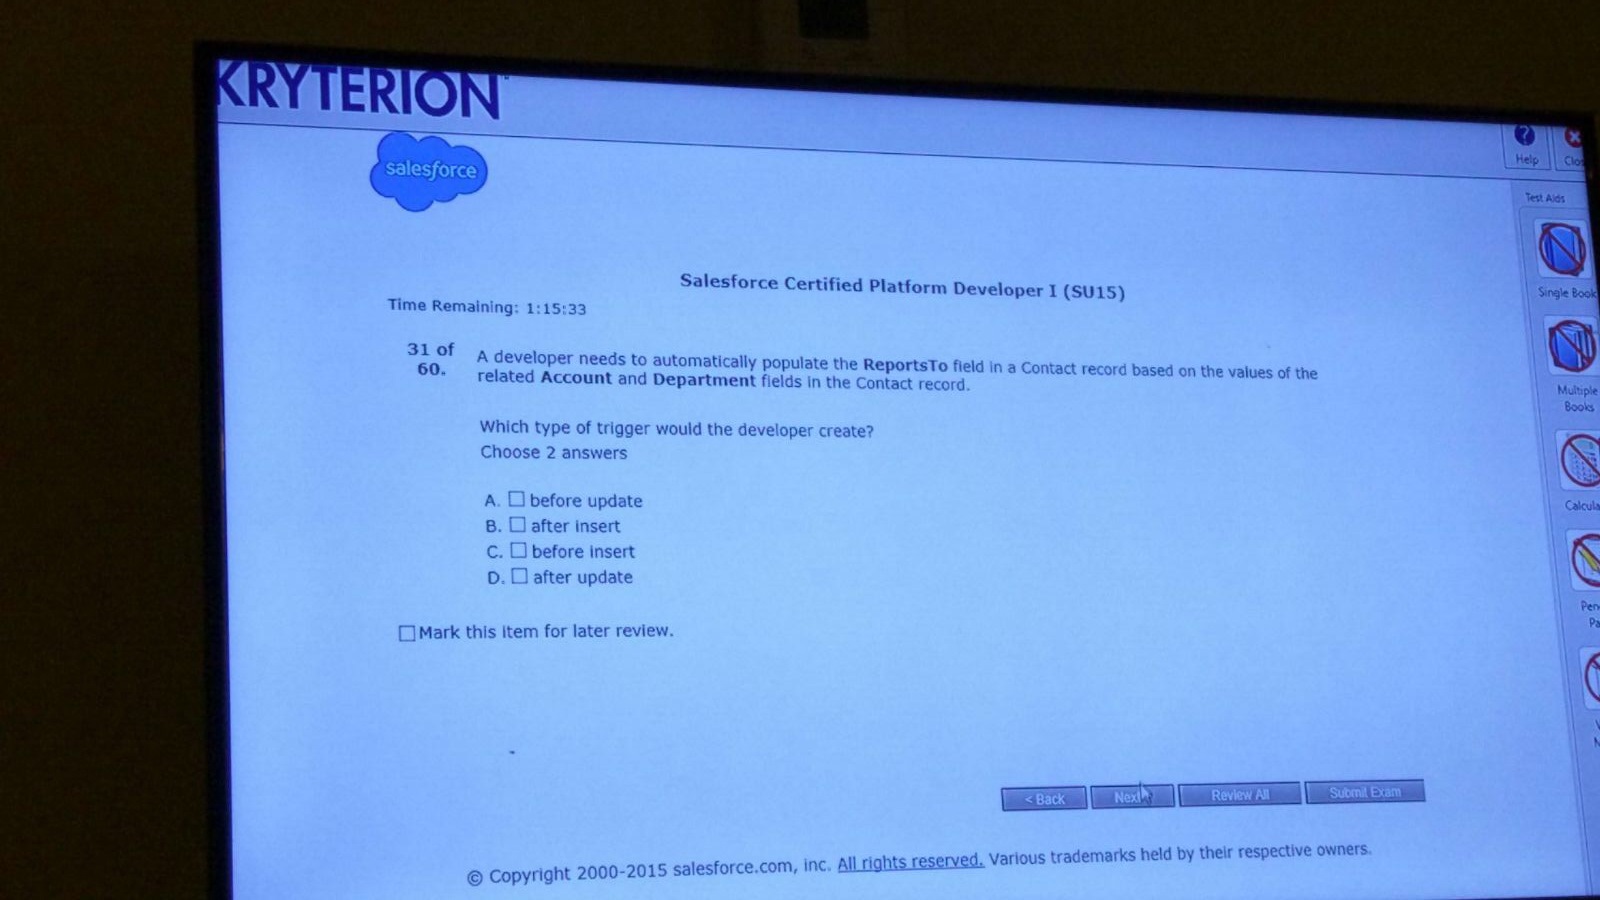 KRYTERION
salesforce
Help
Test Aids
Salesforce Certified Platform Developer I (SU15)
Time Remaining: 1:15:33
Single Book
31 of
60.
A developer needs to automatically populate the ReportsTo field in a Contact record based on the values of the
related Account and Department fields in the Contact record.
Multiple
Books
Which type of trigger would the developer create?
Choose 2 answers
A. before update
B. after insert
C. before insert
D. after update
Mark this item for later review.
< Back
Next
Review All
Submit Exam
© Copyright 2000-2015 salesforce.com, inc. All rights reserved. Various trademarks held by their respective owners.